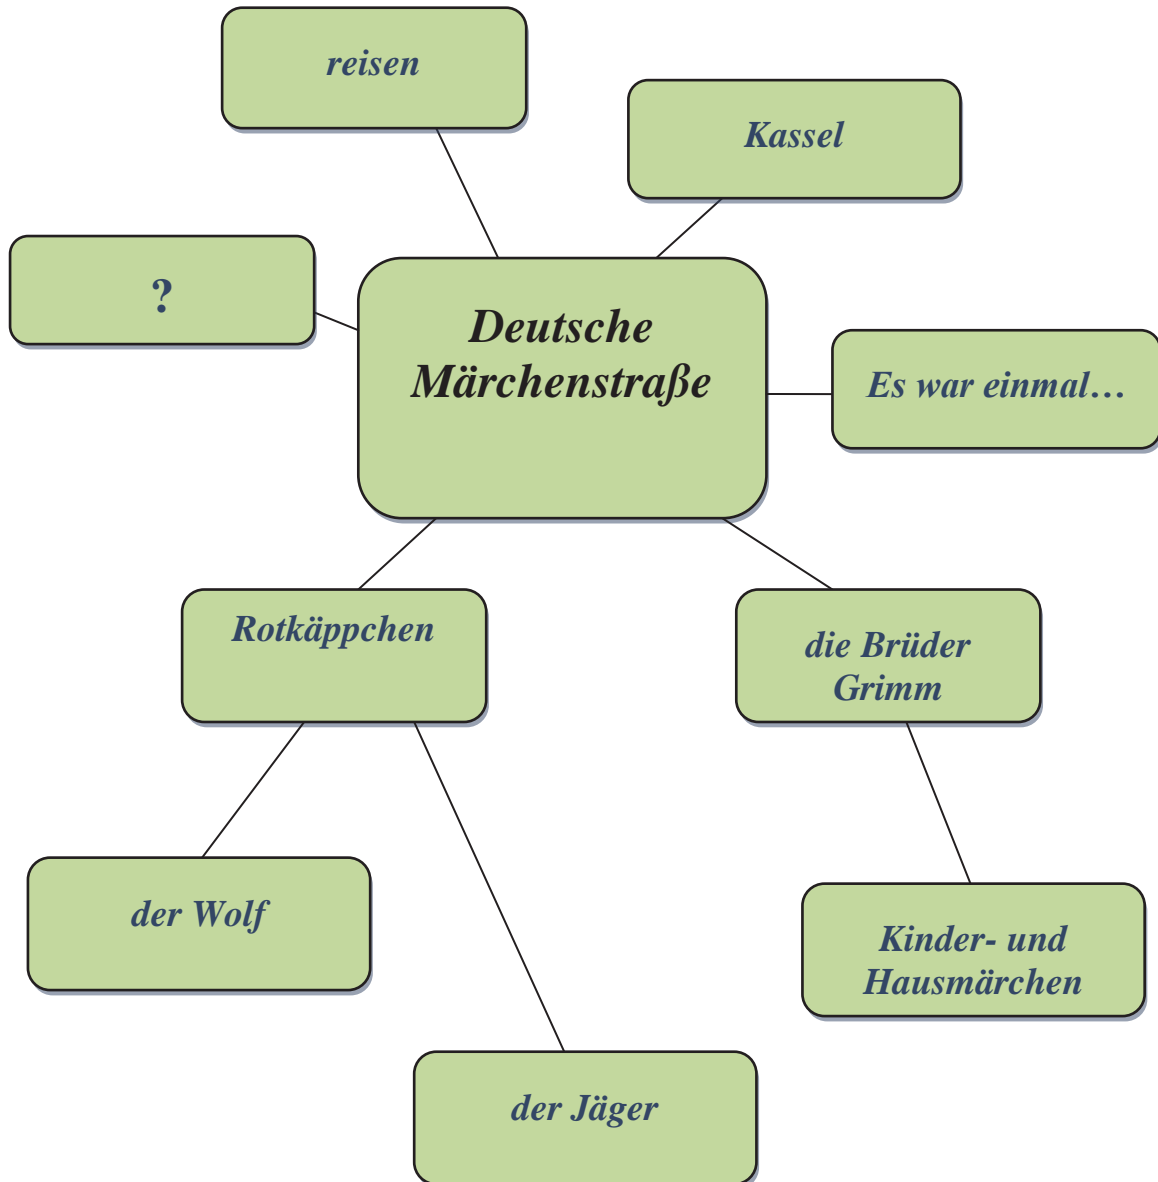 reisen
Kassel
?
Deutsche
Märchenstraße
Es war einmal…
Rotkäppchen
die Brüder
Grimm
der Wolf
Kinder- und
Hausmärchen
der Jäger